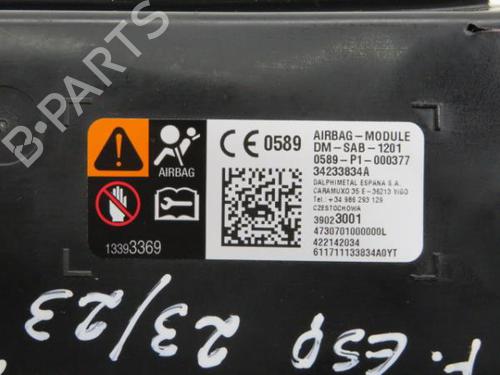 B-PARTS
AIRBAG
13393369
CE 0589
AIRBAG-MODULE
DM-SAB-1201
0589-P1-000377
34233834A
DALPHIMETAL ESPANA S.A.
CARAMUXO 35 E-36213 VIGO
Tel.: +34 986 293 129
CZESTOCHOWA
39023001
4730701000000L
422142034
611711133834A0YT
F. ESQ
23/23